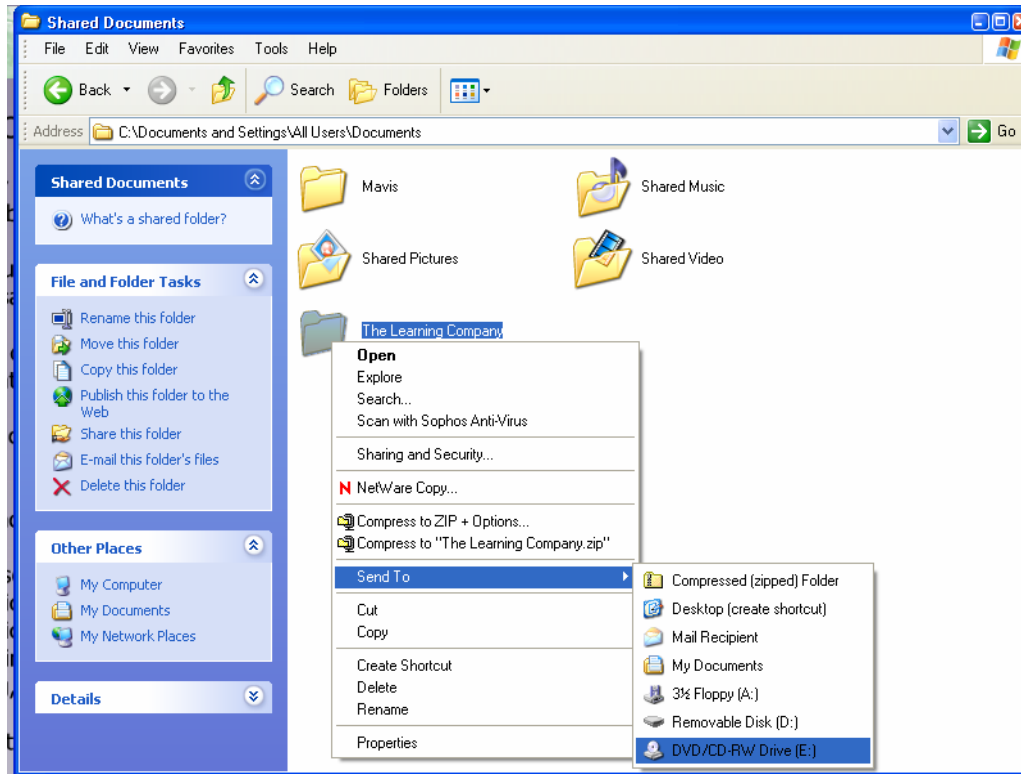 Shared Documents
File Edit View Favorites Tools Help
Back Search Folders
Address C:\Documents and Settings\All Users\Documents Go
Shared Documents
What's a shared folder?
File and Folder Tasks
Rename this folder
Move this folder
Copy this folder
Publish this folder to the
Web
Share this folder
E-mail this folder's files
Delete this folder
Other Places
My Computer
My Documents
My Network Places
Details
Mavis
Shared Music
Shared Pictures
Shared Video
The Learning Company
Open
Explore
Search...
Scan with Sophos Anti-Virus
Sharing and Security...
N NetWare Copy...
Compress to ZIP + Options...
Compress to "The Learning Company.zip"
Send To
Cut
Copy
Create Shortcut
Delete
Rename
Properties
Compressed (zipped) Folder
Desktop (create shortcut)
Mail Recipient
My Documents
3½ Floppy (A:)
Removable Disk (D:)
DVD/CD-RW Drive (E:)